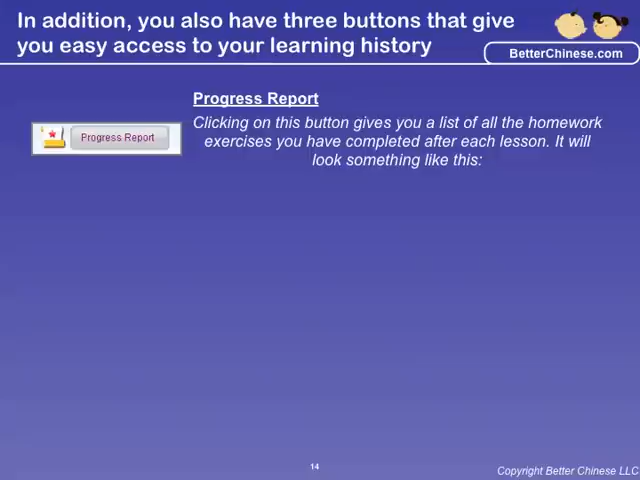 In addition, you also have three buttons that give
you easy access to your learning history
BetterChinese.com
Progress Report
Clicking on this button gives you a list of all the homework
exercises you have completed after each lesson. It will
look something like this:
Progress Report
14
Copyright Better Chinese LLC